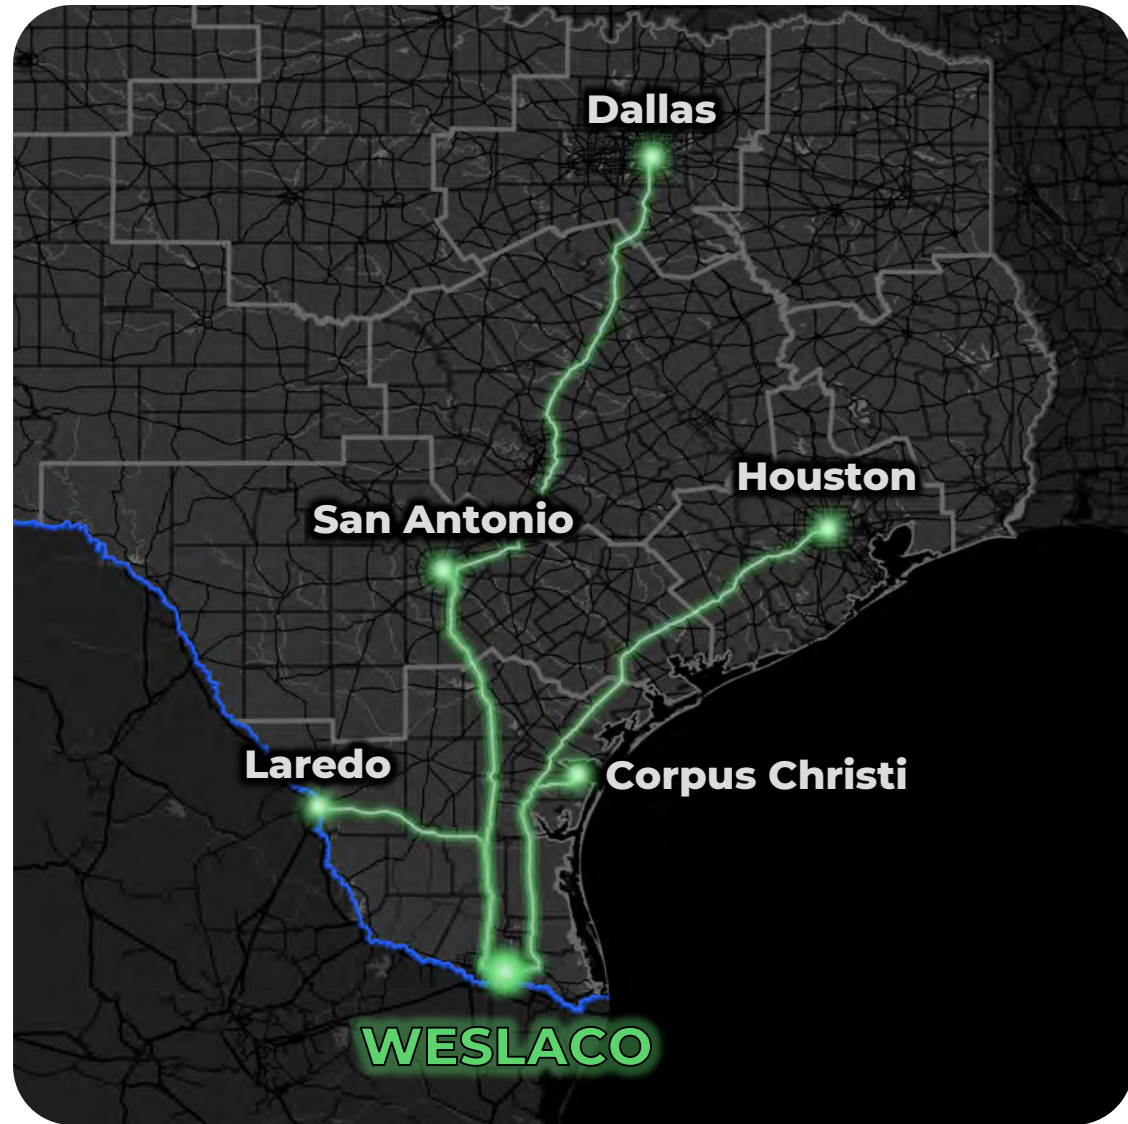 Dallas
Houston
San Antonio
Laredo
Corpus Christi
WESLACO